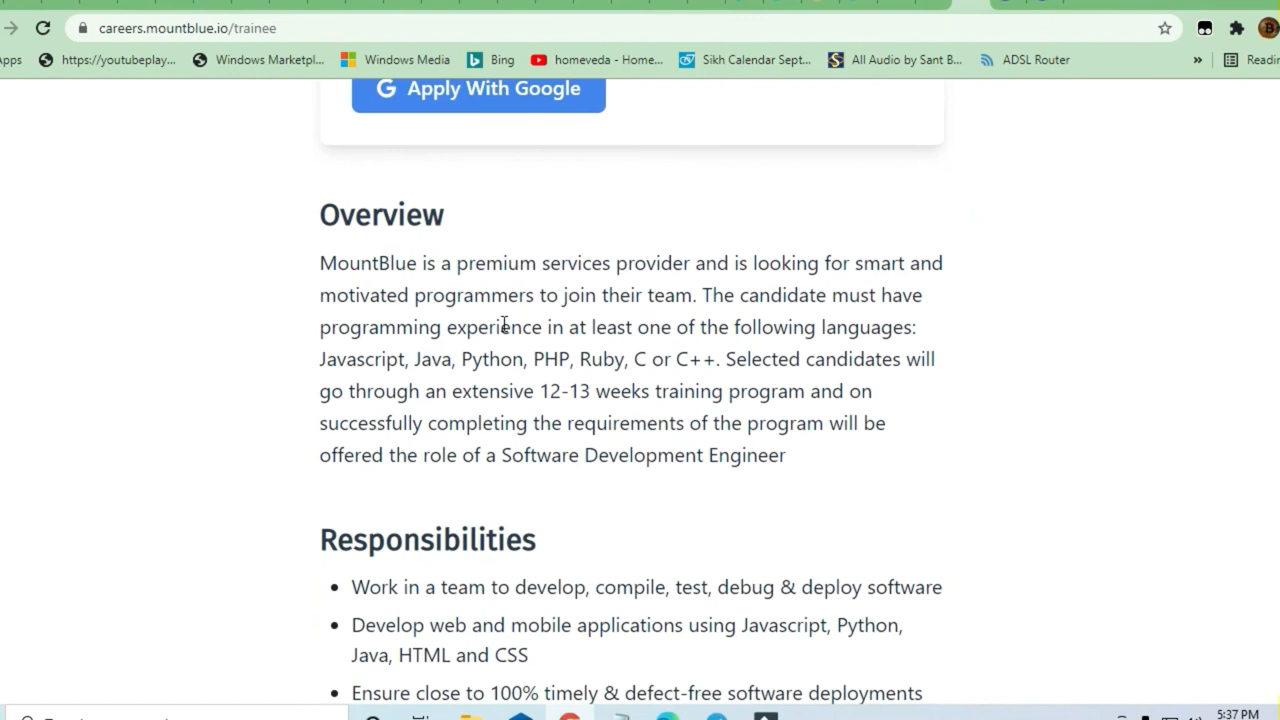 careers.mountblue.io/trainee
Apps https://youtubeplay... Windows Marketpl... Windows Media Bing homeveda - Home... Sikh Calendar Sept... All Audio by Sant B... ADSL Router »
Apply With Google
Overview
MountBlue is a premium services provider and is looking for smart and
motivated programmers to join their team. The candidate must have
programming experience in at least one of the following languages:
Javascript, Java, Python, PHP, Ruby, C or C++. Selected candidates will
go through an extensive 12-13 weeks training program and on
successfully completing the requirements of the program will be
offered the role of a Software Development Engineer
Responsibilities
• Work in a team to develop, compile, test, debug & deploy software
• Develop web and mobile applications using Javascript, Python,
Java, HTML and CSS
• Ensure close to 100% timely & defect-free software deployments
5:37 PM